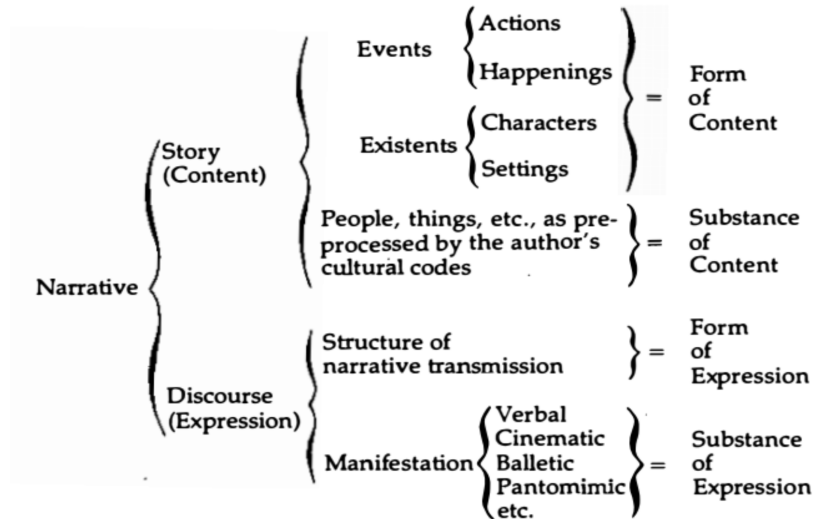 Narrative
Story
(Content)
Events
Actions
Happenings
Existents
Characters
Settings
=
Form
of
Content
People, things, etc., as pre-
processed by the author's
cultural codes
=
Substance
of
Content
Discourse
(Expression)
Structure of
narrative transmission
=
Form
of
Expression
Manifestation
Verbal
Cinematic
Balletic
Pantomimic
etc.
=
Substance
of
Expression